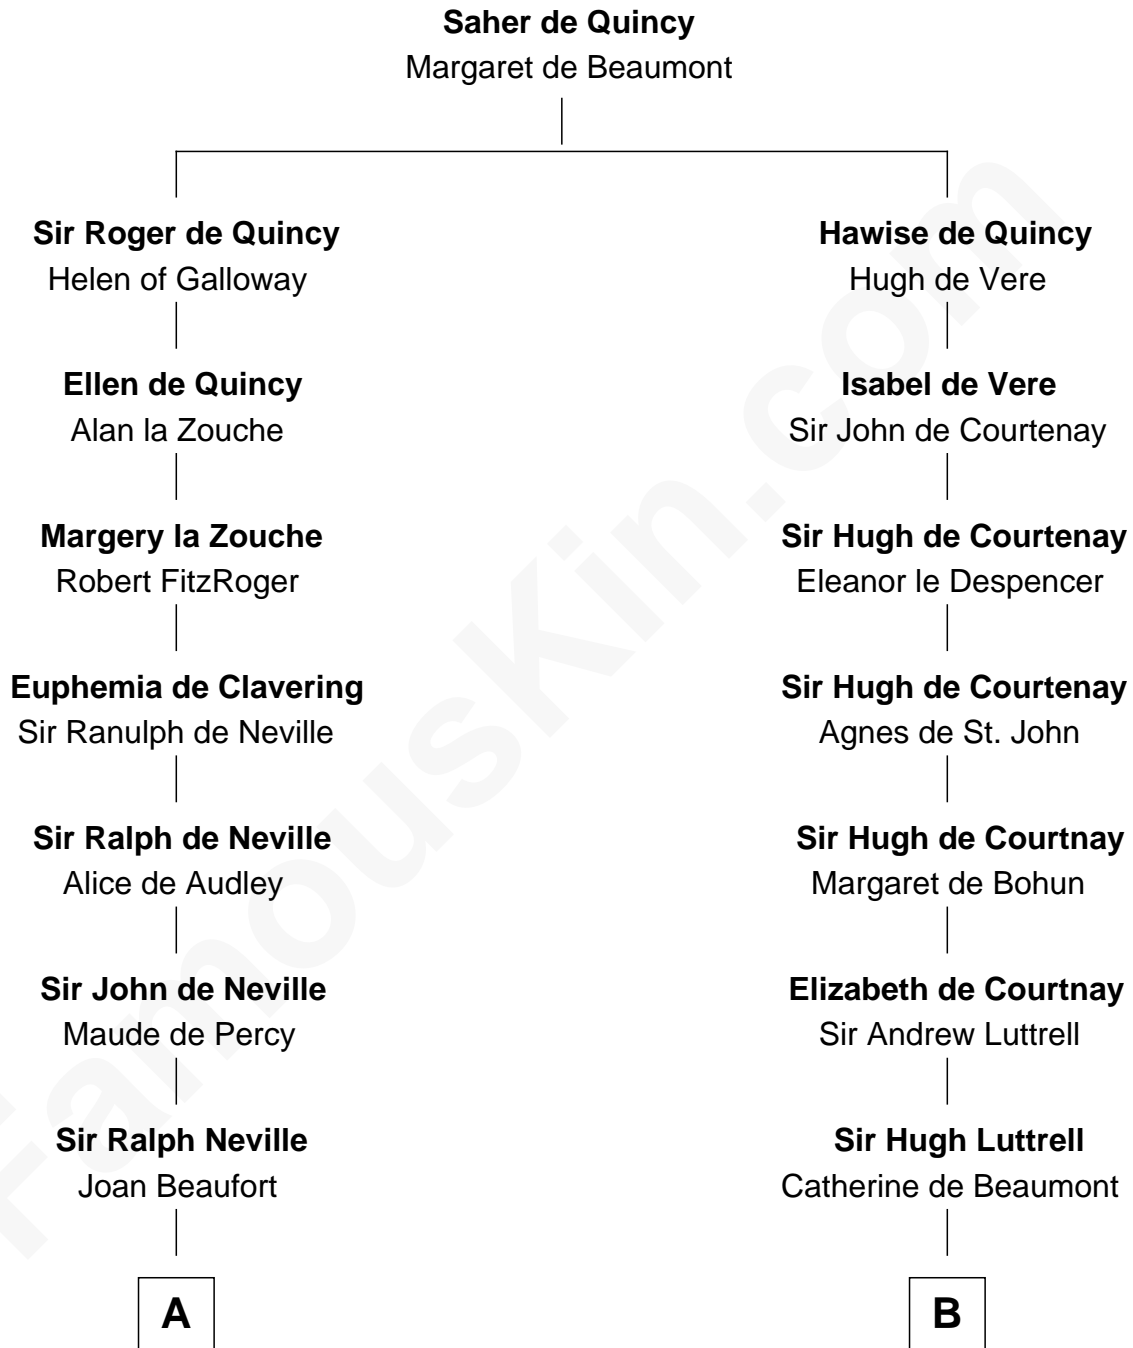 Saher de Quincy
Margaret de Beaumont
Sir Roger de Quincy
Helen of Galloway
Hawise de Quincy
Hugh de Vere
Ellen de Quincy
Alan la Zouche
Isabel de Vere
Sir John de Courtenay
Margery la Zouche
Robert FitzRoger
Sir Hugh de Courtenay
Eleanor le Despencer
Euphemia de Clavering
Sir Ranulph de Neville
Sir Hugh de Courtenay
Agnes de St. John
Sir Ralph de Neville
Alice de Audley
Sir Hugh de Courtnay
Margaret de Bohun
Sir John de Neville
Maude de Percy
Elizabeth de Courtnay
Sir Andrew Luttrell
Sir Ralph Neville
Joan Beaufort
Sir Hugh Luttrell
Catherine de Beaumont
A
B
FamousKin.com